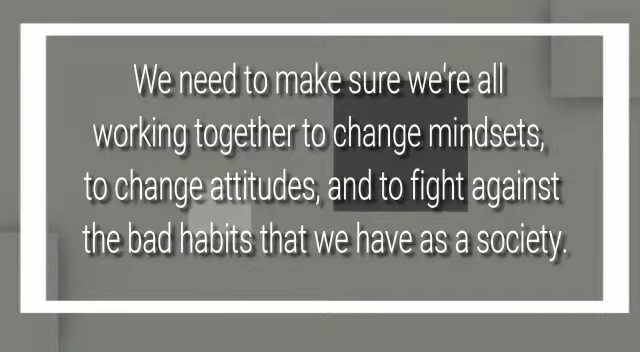 We need to make sure we're all
working together to change mindsets,
to change attitudes, and to fight against
the bad habits that we have as a society.